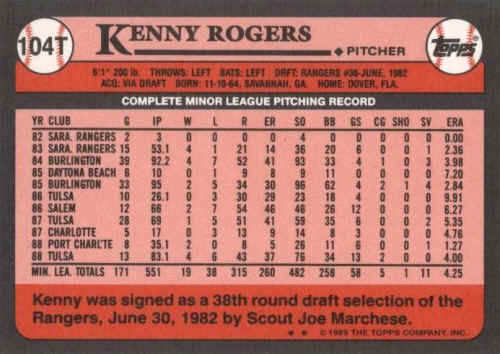 104T
KENNY ROGERS
PITCHER
TOPPS
6'1" 200 lb. THROWS: LEFT BATS: LEFT DRFT: RANGERS #38-JUNE, 1982
ACQ: VIA DRAFT BORN: 11-10-64, SAVANNAH, GA. HOME: DOVER, FLA.
COMPLETE MINOR LEAGUE PITCHING RECORD
YR CLUB G IP W L R ER SO BB GS CG SHO SV ERA
82 SARA. RANGERS 2 3 0 0 0 0 4 0 0 0 0 0 0.00
83 SARA. RANGERS 15 53.1 4 1 21 14 36 20 6 0 0 1 2.36
84 BURLINGTON 39 92.2 4 7 52 41 93 33 4 1 0 3 3.98
85 DAYTONA BEACH 6 10 0 1 9 8 9 11 0 0 0 0 7.20
85 BURLINGTON 33 95 2 5 34 30 96 62 4 2 1 4 2.84
86 TULSA 10 26.1 0 3 30 29 23 18 4 0 0 0 9.91
86 SALEM 12 66 2 7 54 46 46 26 12 0 0 0 6.27
87 TULSA 28 69 1 5 51 41 59 35 6 0 0 2 5.35
87 CHARLOTTE 5 17 0 3 13 9 14 8 3 0 0 0 4.76
88 PORT CHARL'TE 8 35.1 2 0 8 5 26 11 6 0 0 1 1.27
88 TULSA 13 83.1 4 6 43 37 76 34 13 2 0 0 4.00
MIN. LEA. TOTALS 171 551 19 38 315 260 482 258 58 5 1 11 4.25
Kenny was signed as a 38th round draft selection of the
Rangers, June 30, 1982 by Scout Joe Marchese.
** ©1989 THE TOPPS COMPANY, INC.